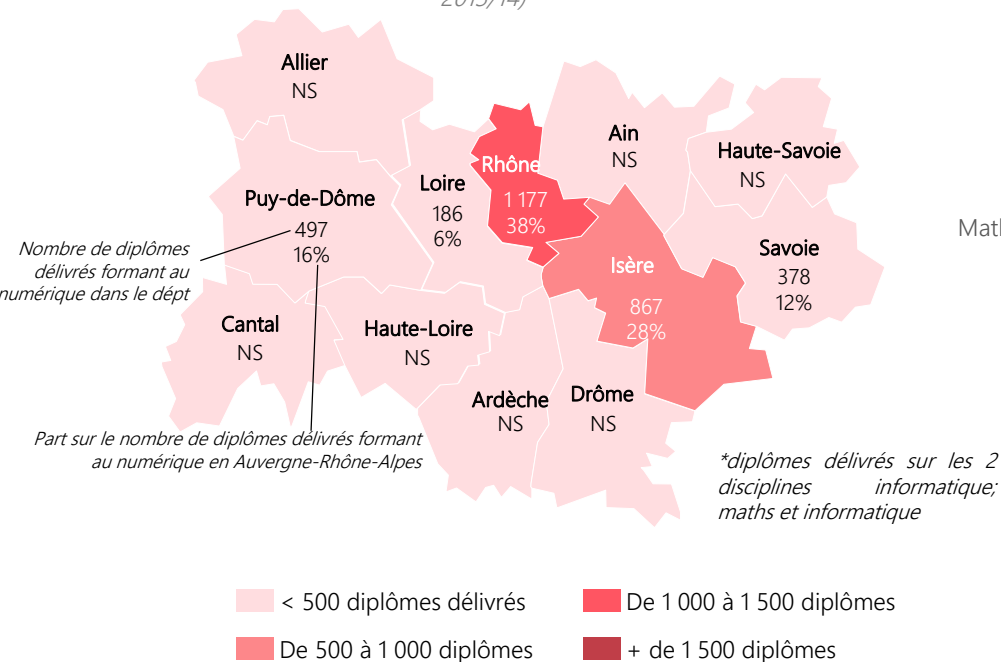 2013/14)
Allier
NS
Ain
NS
Haute-Savoie
NS
Rhône
1 177
38%
Loire
186
6%
Puy-de-Dôme
497
16%
Nombre de diplômes
délivrés formant au
numérique dans le dépt
Savoie
378
12%
Isère
867
28%
Cantal
NS
Haute-Loire
NS
Ardèche
NS
Drôme
NS
Part sur le nombre de diplômes délivrés formant
au numérique en Auvergne-Rhône-Alpes
*diplômes délivrés sur les 2
disciplines informatique;
maths et informatique
< 500 diplômes délivrés
De 1 000 à 1 500 diplômes
De 500 à 1 000 diplômes
+ de 1 500 diplômes